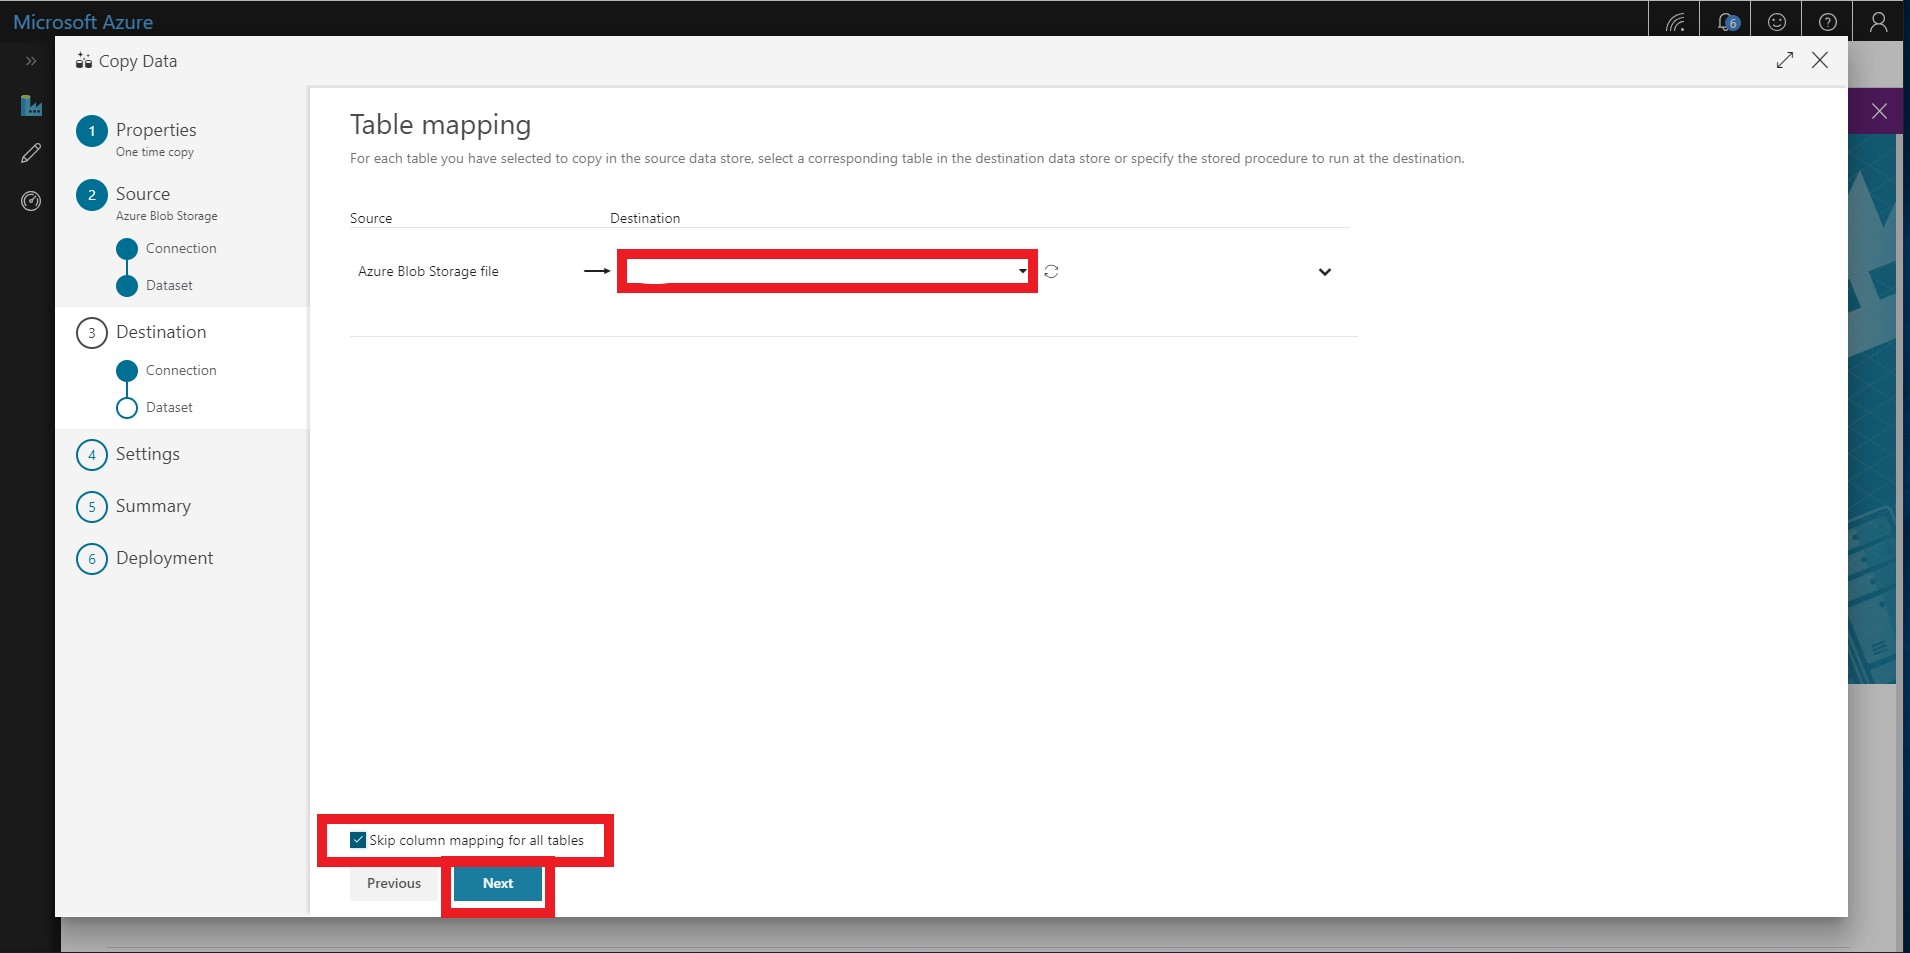 Microsoft Azure
6
Copy Data
1 Properties
One time copy
2 Source
Azure Blob Storage
Connection
Dataset
3 Destination
Connection
Dataset
4 Settings
5 Summary
6 Deployment
Table mapping
For each table you have selected to copy in the source data store, select a corresponding table in the destination data store or specify the stored procedure to run at the destination.
Source Destination
Azure Blob Storage file
Skip column mapping for all tables
Previous Next